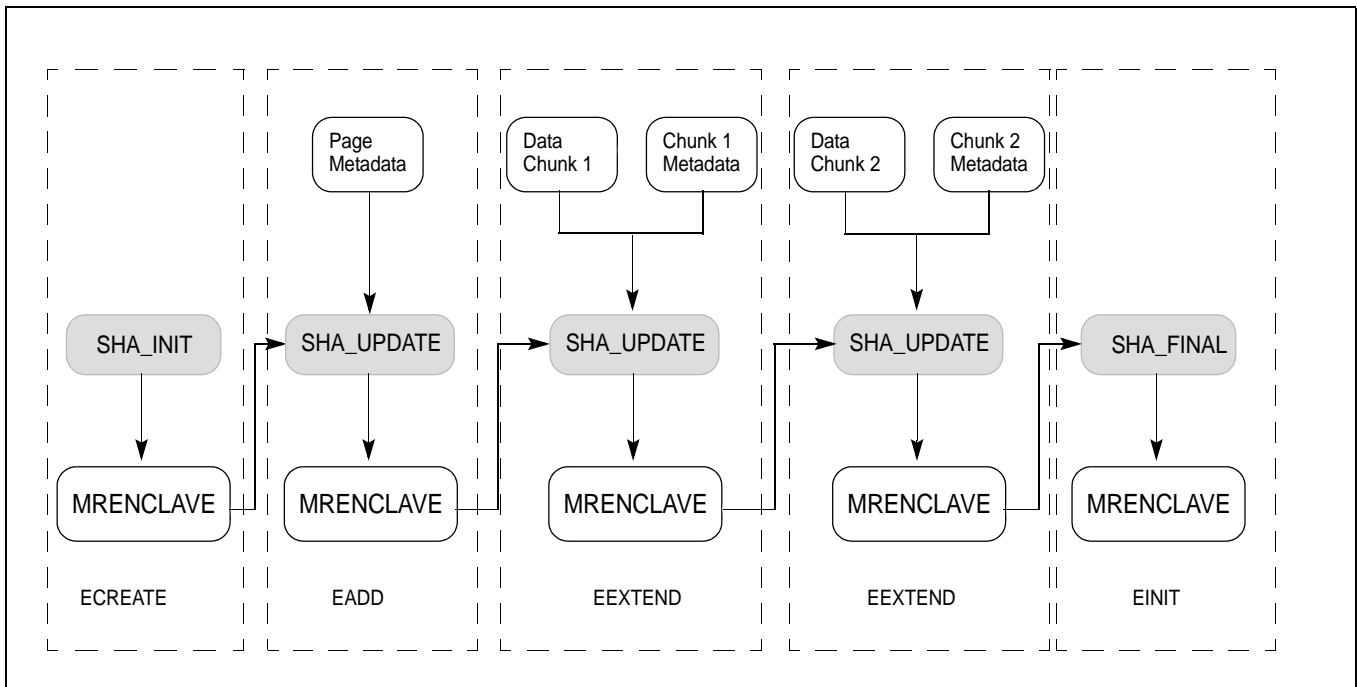 Page
Metadata
Data
Chunk 1
Chunk 1
Metadata
Data
Chunk 2
Chunk 2
Metadata
SHA_INIT
SHA_UPDATE
SHA_UPDATE
SHA_UPDATE
SHA_FINAL
MRENCLAVE
MRENCLAVE
MRENCLAVE
MRENCLAVE
MRENCLAVE
ECREATE
EADD
EEXTEND
EEXTEND
EINIT